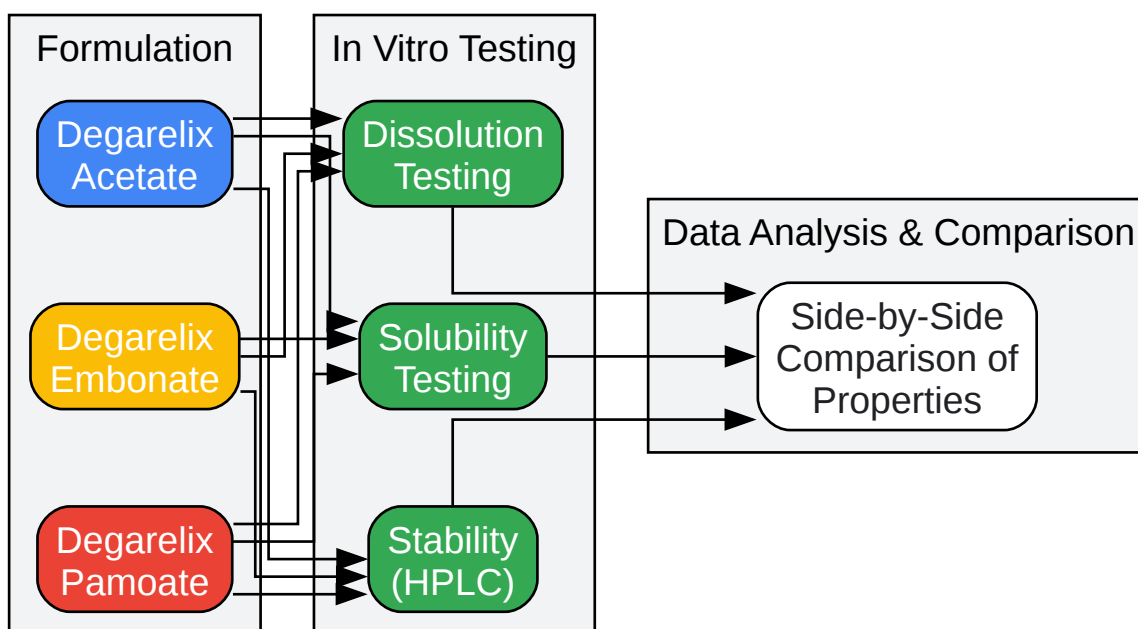 Formulation
Degarelix
Acetate
Degarelix
Embonate
Degarelix
Pamoate
In Vitro Testing
Dissolution
Testing
Solubility
Testing
Stability
(HPLC)
Data Analysis & Comparison
Side-by-Side
Comparison of
Properties